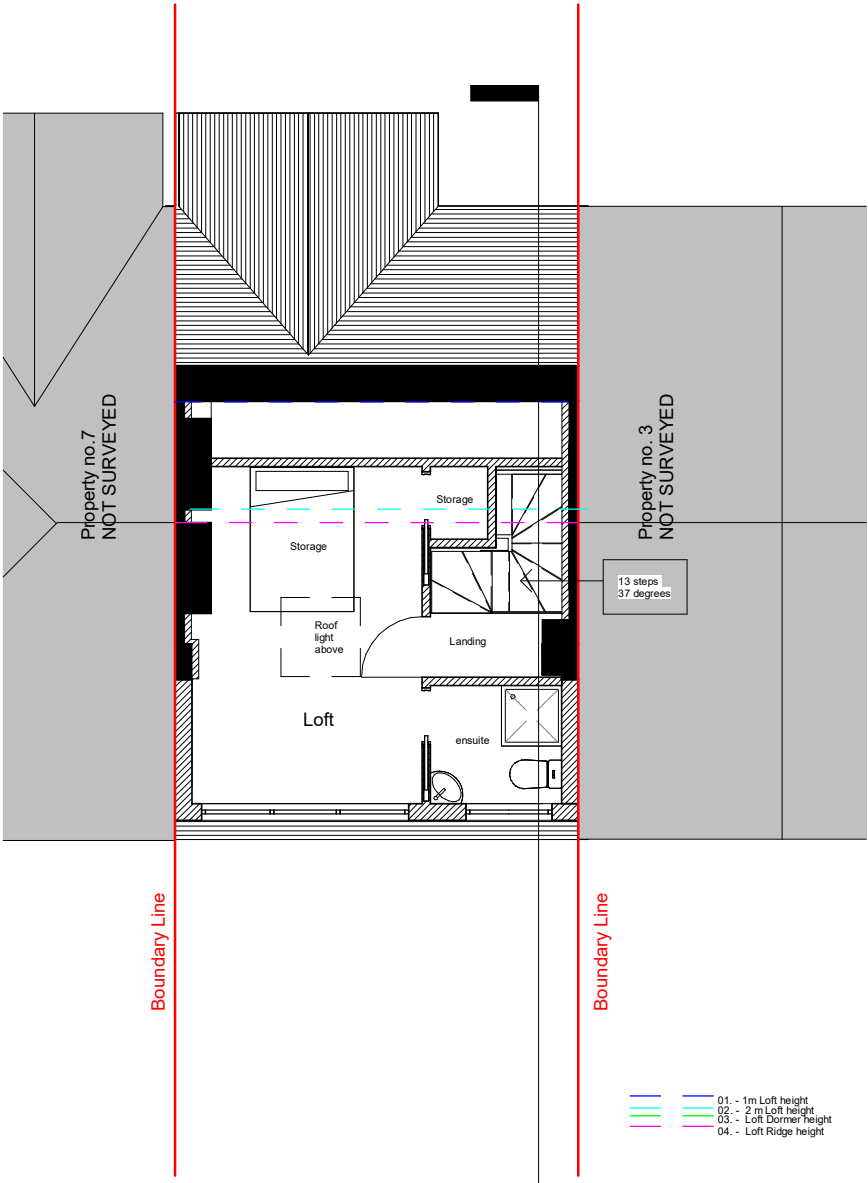 Property no.7
NOT SURVEYED
Property no. 3
NOT SURVEYED
Storage
Storage
13 steps
37 degrees
Roof
light
above
Landing
Loft
ensuite
Boundary Line
Boundary Line
01. - 1m Loft height
02. - 2 m Loft height
03. - Loft Dormer height
04. - Loft Ridge height